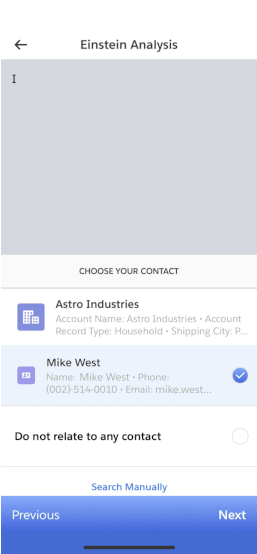 Einstein Analysis
I
CHOOSE YOUR CONTACT
Astro Industries
Account Name: Astro Industries • Account
Record Type: Household • Shipping City: P...
Mike West
Name: Mike West • Phone:
(002)-514-0010 • Email: mike.west...
Do not relate to any contact
Search Manually
Previous
Next